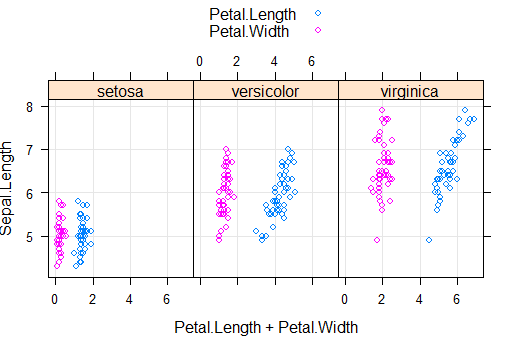 Petal.Length
Petal.Width
0 2 4 6
setosa versicolor virginica
8
7
6
5
Sepal.Length
0 2 4 6 0 2 4 6
Petal.Length + Petal.Width